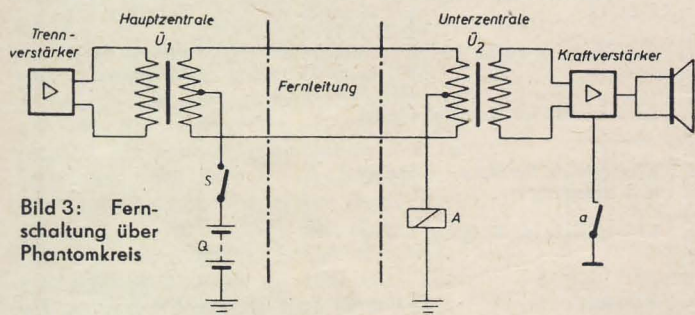 Hauptzentrale
Unterzentrale
Trenn-
verstärker
Ü1
Ü2
Kraftverstärker
Fernleitung
S
Q
A
a
Bild 3: Fern-
schaltung über
Phantomkreis